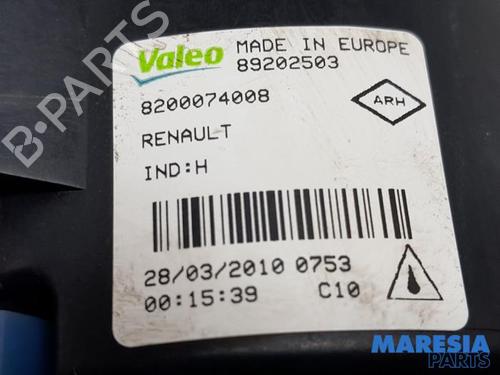 Valeo MADE IN EUROPE
89202503
8200074008
ARH
RENAULT
IND:H
28/03/2010 0753
00:15:39 C10
MARESIA
PARTS